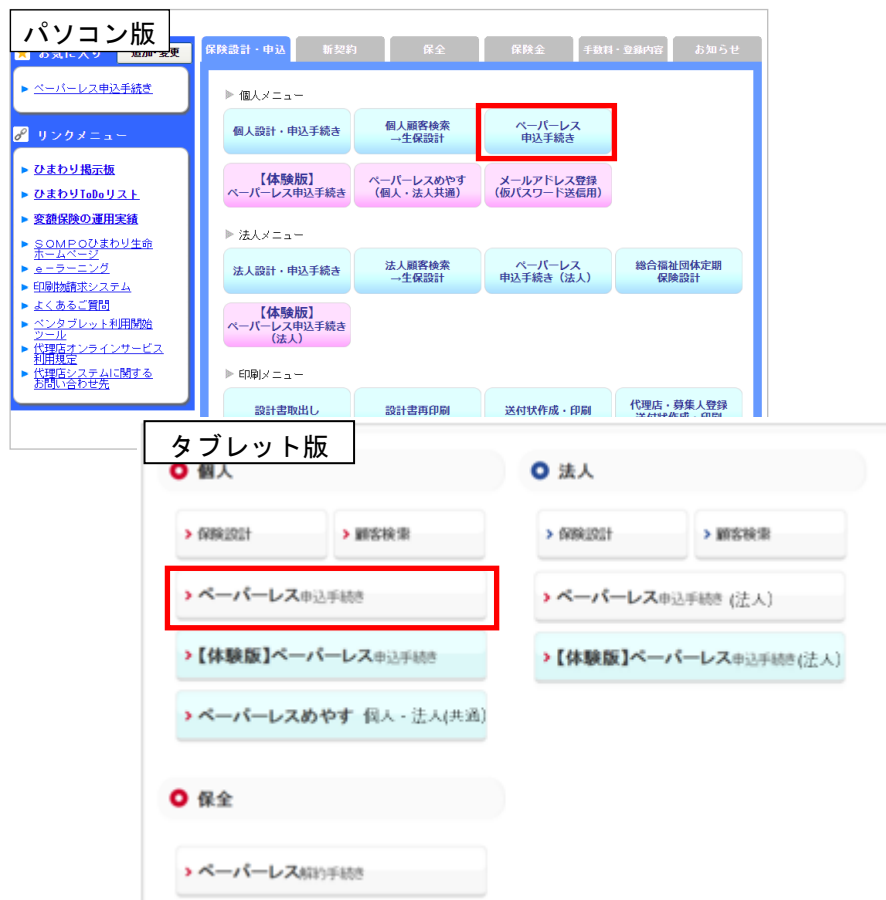 パソコン版
お気に入り
追加・変更
ペーパーレス申込手続き
リンクメニュー
ひまわり掲示板
ひまわりToDoリスト
変額保険の運用実績
SOMPOひまわり生命
ホームページ
e-ラーニング
印刷物請求システム
よくあるご質問
ペンタブレット利用開始
ツール
代理店オンラインサービス
利用規定
代理店システムに関する
お問い合わせ先
保険設計・申込
新契約
保全
保険金
手数料・登録内容
お知らせ
個人メニュー
個人設計・申込手続き
個人顧客検索
→生保設計
ペーパーレス
申込手続き
【体験版】
ペーパーレス申込手続き
ペーパーレスめやす
(個人・法人共通)
メールアドレス登録
(仮パスワード送信用)
法人メニュー
法人設計・申込手続き
法人顧客検索
→生保設計
ペーパーレス
申込手続き(法人)
総合福祉団体定期
保険設計
【体験版】
ペーパーレス申込手続き
(法人)
印刷メニュー
設計書取出し
設計書再印刷
送付状作成・印刷
代理店・募集人登録
送付状作成・印刷
タブレット版
個人
保険設計
顧客検索
ペーパーレス申込手続き
【体験版】ペーパーレス申込手続き
ペーパーレスめやす 個人・法人(共通)
法人
保険設計
顧客検索
ペーパーレス申込手続き (法人)
【体験版】ペーパーレス申込手続き(法人)
保全
ペーパーレス解約手続き